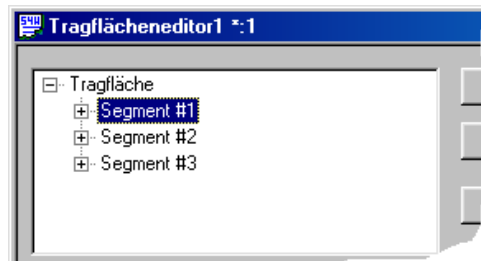 Tragflächeneditor1 *:1
Tragfläche
Segment #1
Segment #2
Segment #3